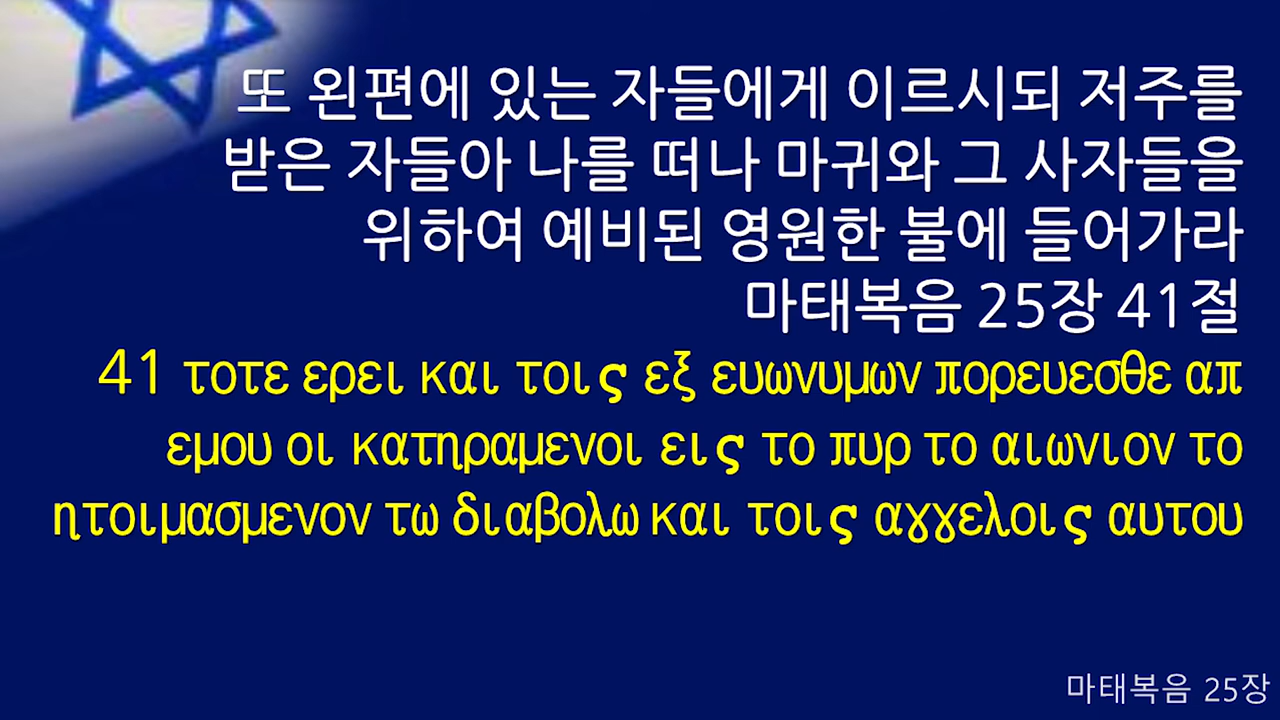 또 왼편에 있는 자들에게 이르시되 저주를
받은 자들아 나를 떠나 마귀와 그 사자들을
위하여 예비된 영원한 불에 들어가라
마태복음 25장 41절
41 τοτε ερει και τοις εξ ευωνυμων πορευεσθε απ
εμου οι κατηραμενοι εις το πυρ το αιωνιον το
ητοιμασμενον τω διαβολω και τοις αγγελοις αυτου
마태복음 25장